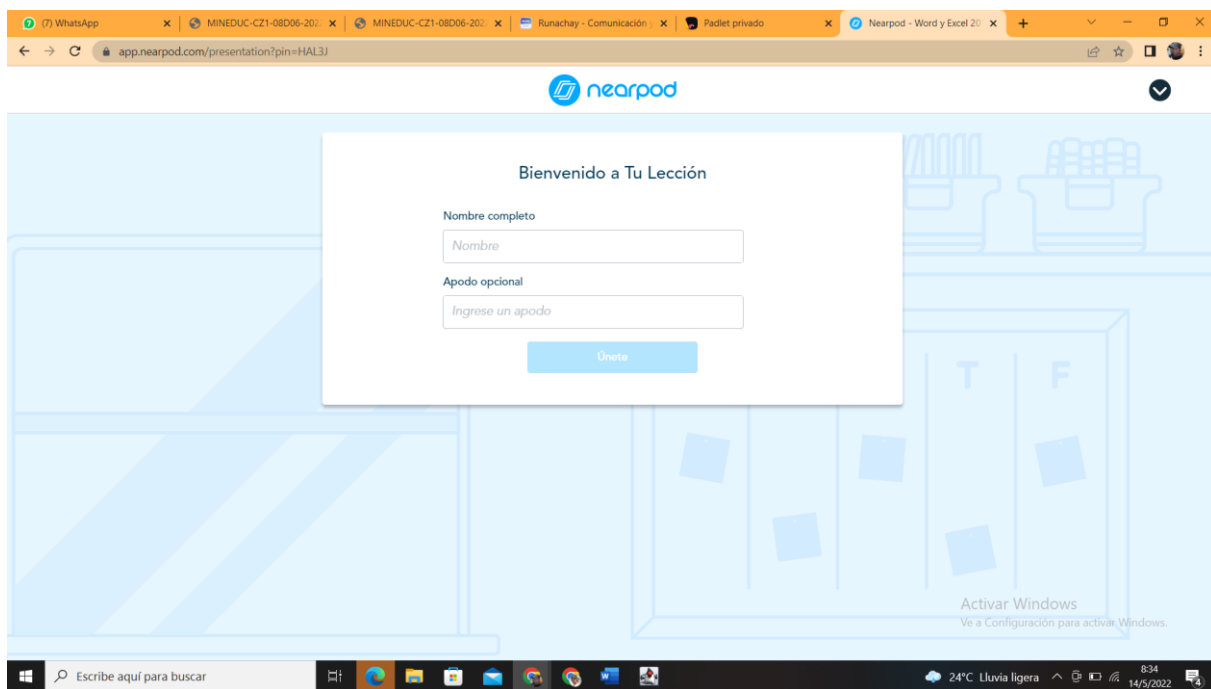 (7) WhatsApp
MINEDUC-CZ1-08D06-202
MINEDUC-CZ1-08D06-202
Runachay - Comunicación y
Padlet privado
Nearpod - Word y Excel 20
app.nearpod.com/presentation?pin=HAL3J
nearpod
Bienvenido a Tu Lección
Nombre completo
Nombre
Apodo opcional
Ingrese un apodo
Únete
T F
Activar Windows
Ve a Configuración para activar Windows.
Escribe aquí para buscar
24°C Lluvia ligera
8:34
14/5/2022
4